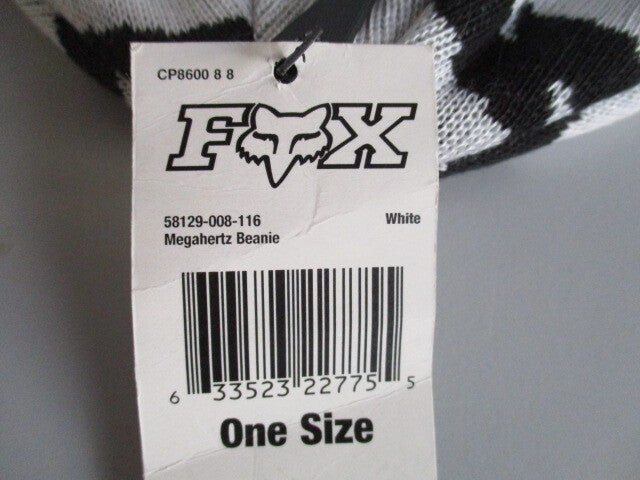 CP8600 8 8
FOX
58129-008-116 White
Megahertz Beanie
6 33523 22775 5
One Size